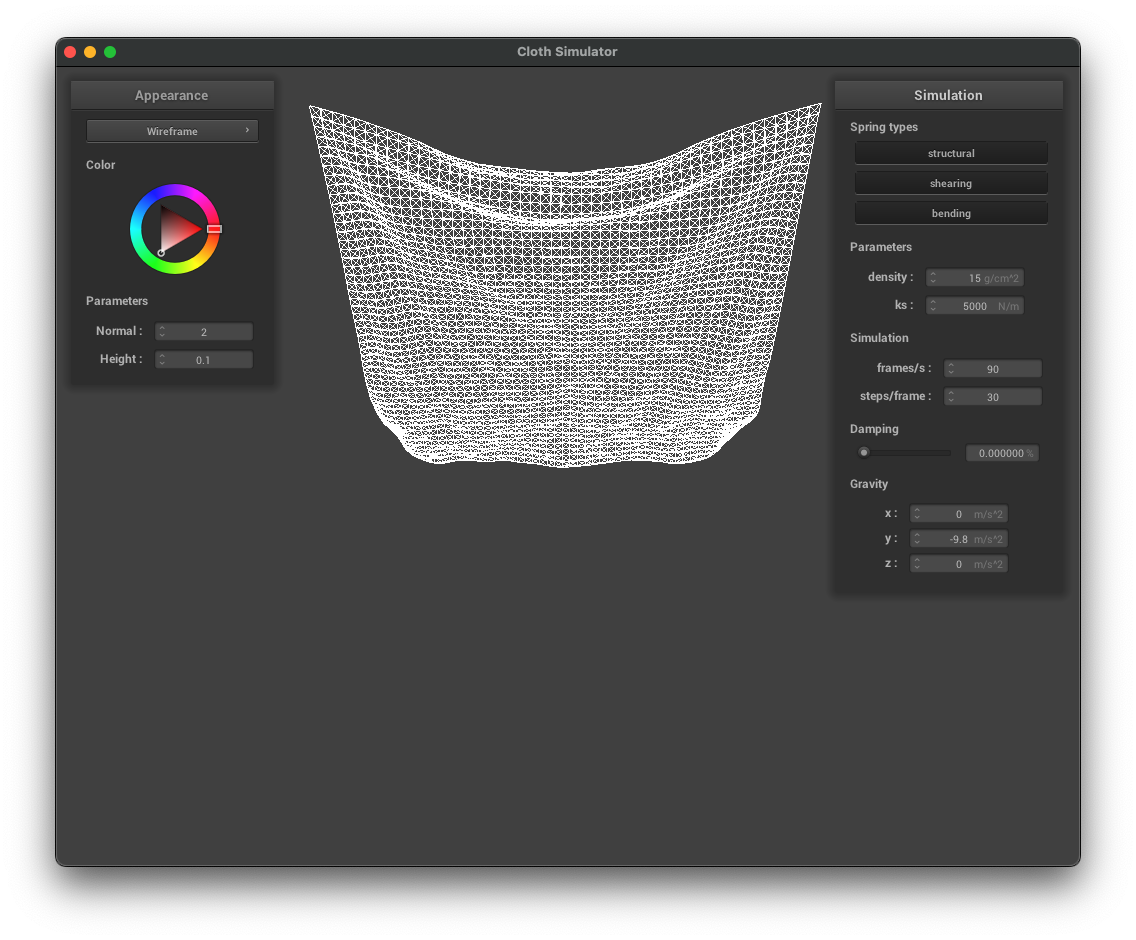 Cloth Simulator
Appearance
Wireframe ›
Color
Parameters
Normal : 2
Height : 0.1
Simulation
Spring types
structural
shearing
bending
Parameters
density : 15 g/cm^2
ks : 5000 N/m
Simulation
frames/s : 90
steps/frame : 30
Damping
0.000000 %
Gravity
x : 0 m/s^2
y : -9.8 m/s^2
z : 0 m/s^2